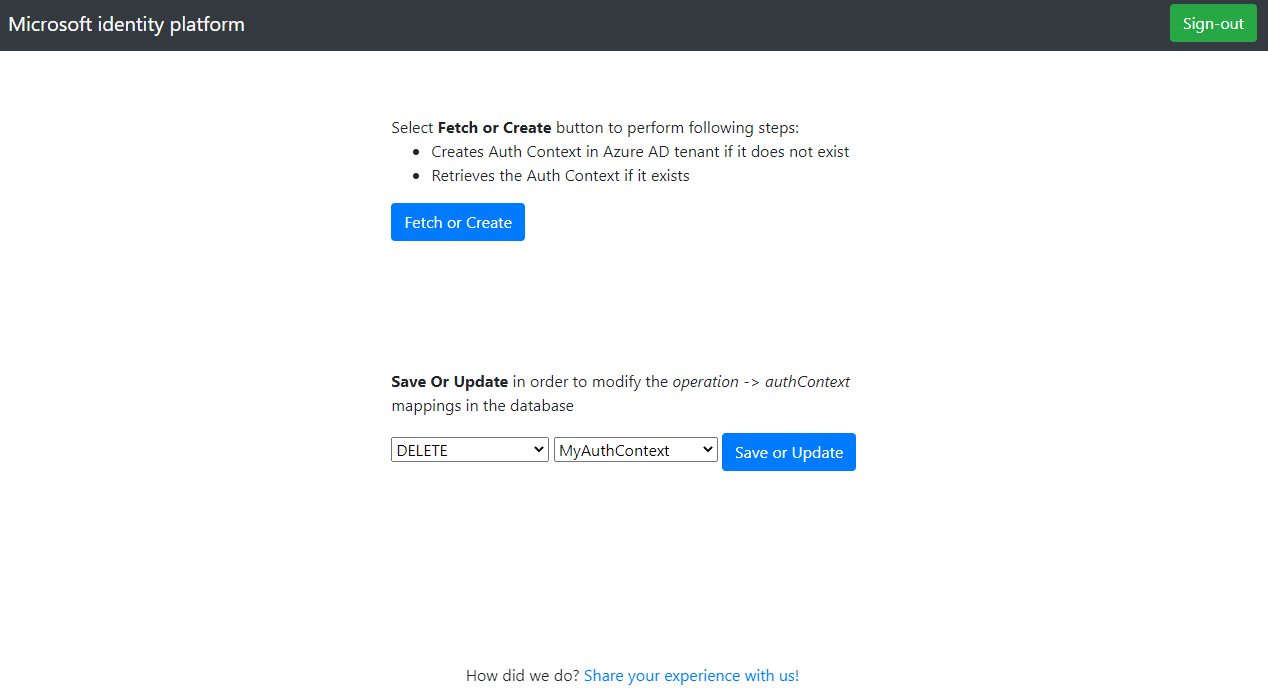 Microsoft identity platform
Sign-out
Select Fetch or Create button to perform following steps:
Creates Auth Context in Azure AD tenant if it does not exist
Retrieves the Auth Context if it exists
Fetch or Create
Save Or Update in order to modify the operation -> authContext
mappings in the database
DELETE MyAuthContext Save or Update
How did we do? Share your experience with us!